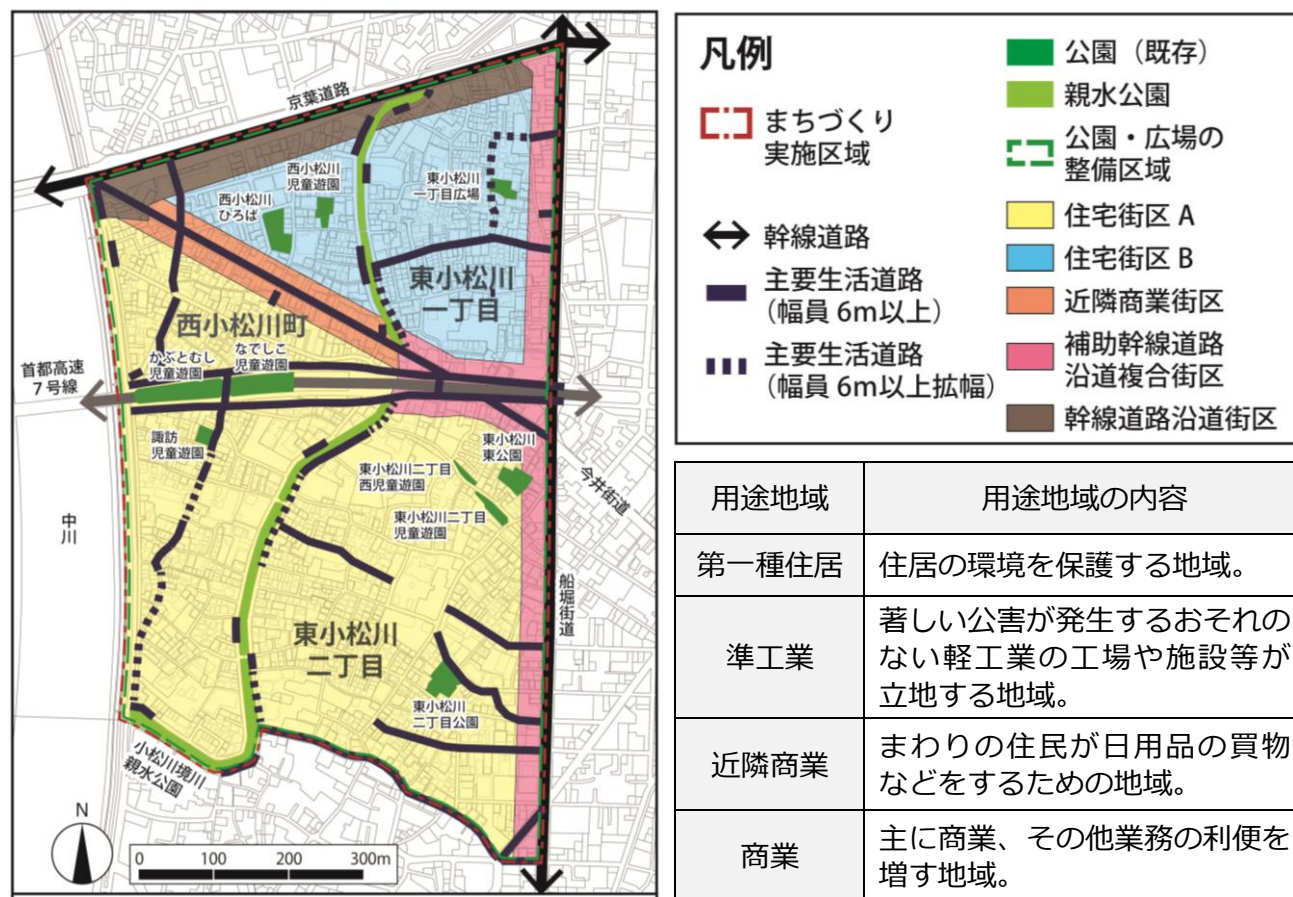 京葉道路
西小松川
児童遊園
西小松川
ひろば
東小松川
一丁目広場
東小松川
一丁目
西小松川町
かぶとむし
児童遊園
なでしこ
児童遊園
首都高速
7号線
諏訪
児童遊園
東小松川
東公園
東小松川二丁目
西児童遊園
東小松川二丁目
児童遊園
今井街道
中川
船堀街道
東小松川
二丁目
東小松川
二丁目公園
小松川境川
親水公園
N
0 100 200 300m
凡例
まちづくり
実施区域
幹線道路
主要生活道路
(幅員 6m以上)
主要生活道路
(幅員 6m以上拡幅)
公園（既存）
親水公園
公園・広場の
整備区域
住宅街区 A
住宅街区 B
近隣商業街区
補助幹線道路
沿道複合街区
幹線道路沿道街区
用途地域 用途地域の内容
第一種住居 住居の環境を保護する地域。
準工業 著しい公害が発生するおそれの
ない軽工業の工場や施設等が
立地する地域。
近隣商業 まわりの住民が日用品の買物
などをするための地域。
商業 主に商業、その他業務の利便を
増す地域。